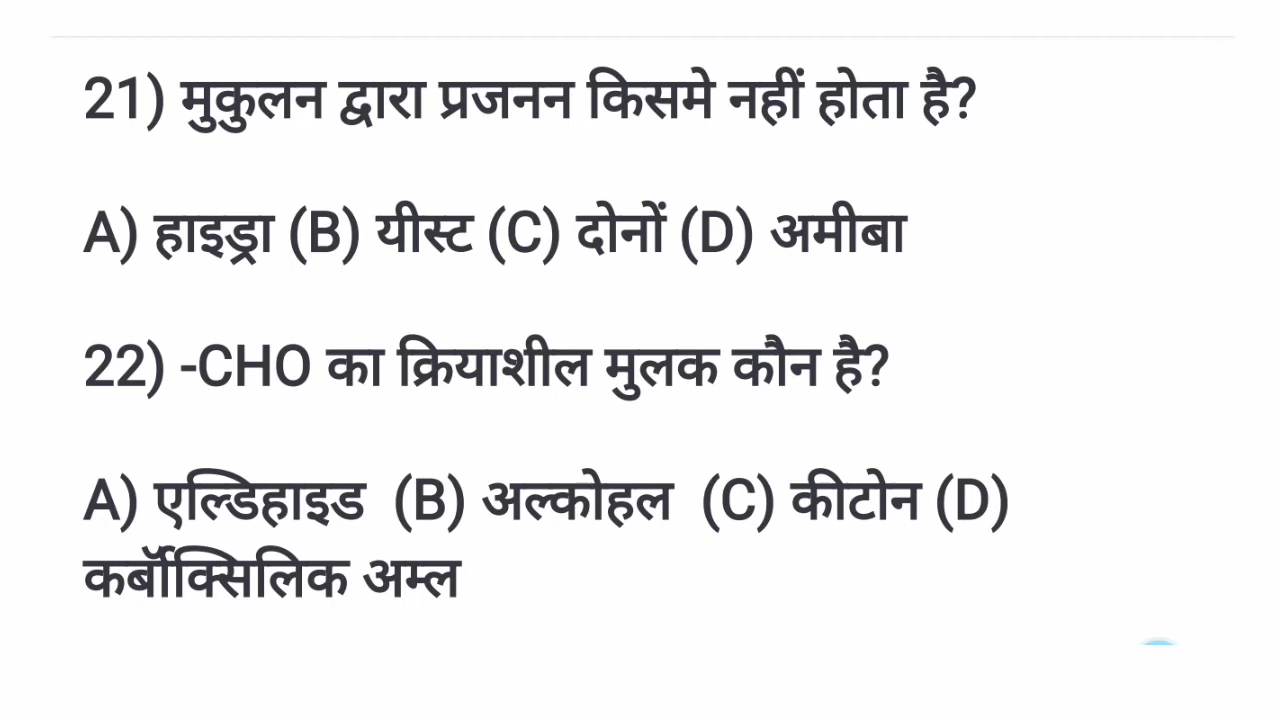 21) मुकुलन द्वारा प्रजनन किसमे नहीं होता है?
A) हाइड्रा (B) यीस्ट (C) दोनों (D) अमीबा
22) -CHO का क्रियाशील मुलक कौन है?
A) एल्डिहाइड (B) अल्कोहल (C) कीटोन (D)
कर्बॉक्सिलिक अम्ल